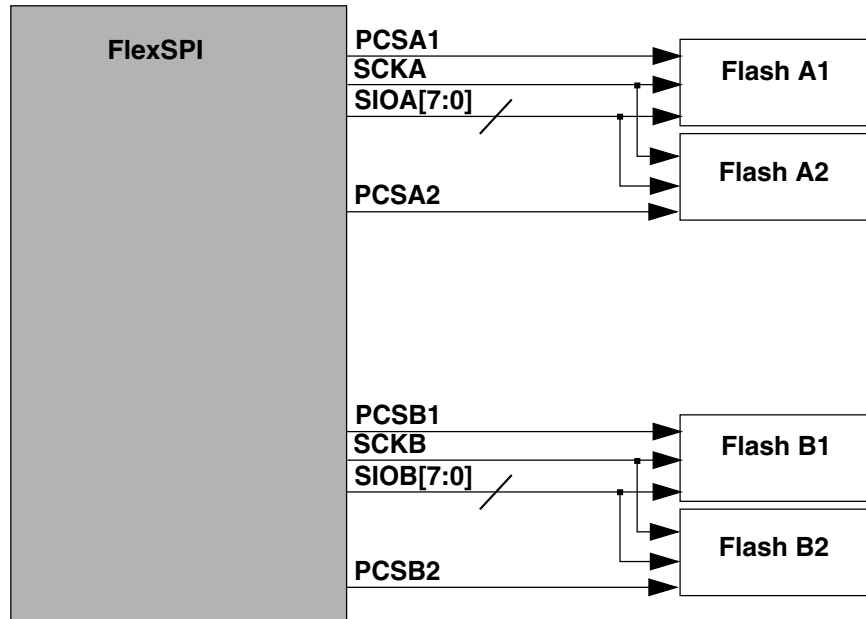 FlexSPI
PCSA1
SCKA
SIOA[7:0]
PCSA2
Flash A1
Flash A2
PCSB1
SCKB
SIOB[7:0]
PCSB2
Flash B1
Flash B2